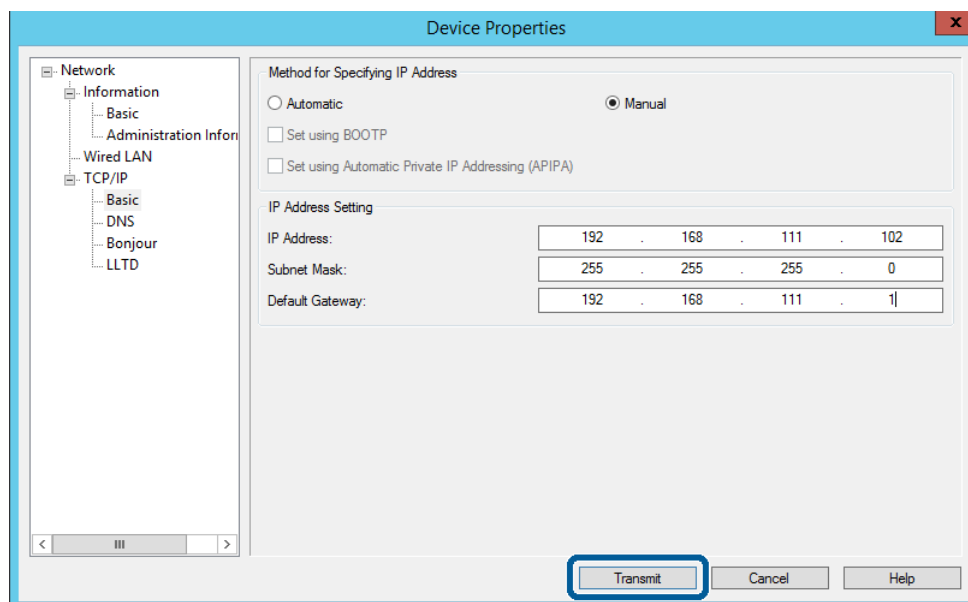 Device Properties
x
Network
Information
Basic
Administration Infor
Wired LAN
TCP/IP
Basic
DNS
Bonjour
LLTD
Method for Specifying IP Address
Automatic Manual
Set using BOOTP
Set using Automatic Private IP Addressing (APIPA)
IP Address Setting
IP Address: 192 . 168 . 111 . 102
Subnet Mask: 255 . 255 . 255 . 0
Default Gateway: 192 . 168 . 111 . 1
Transmit Cancel Help